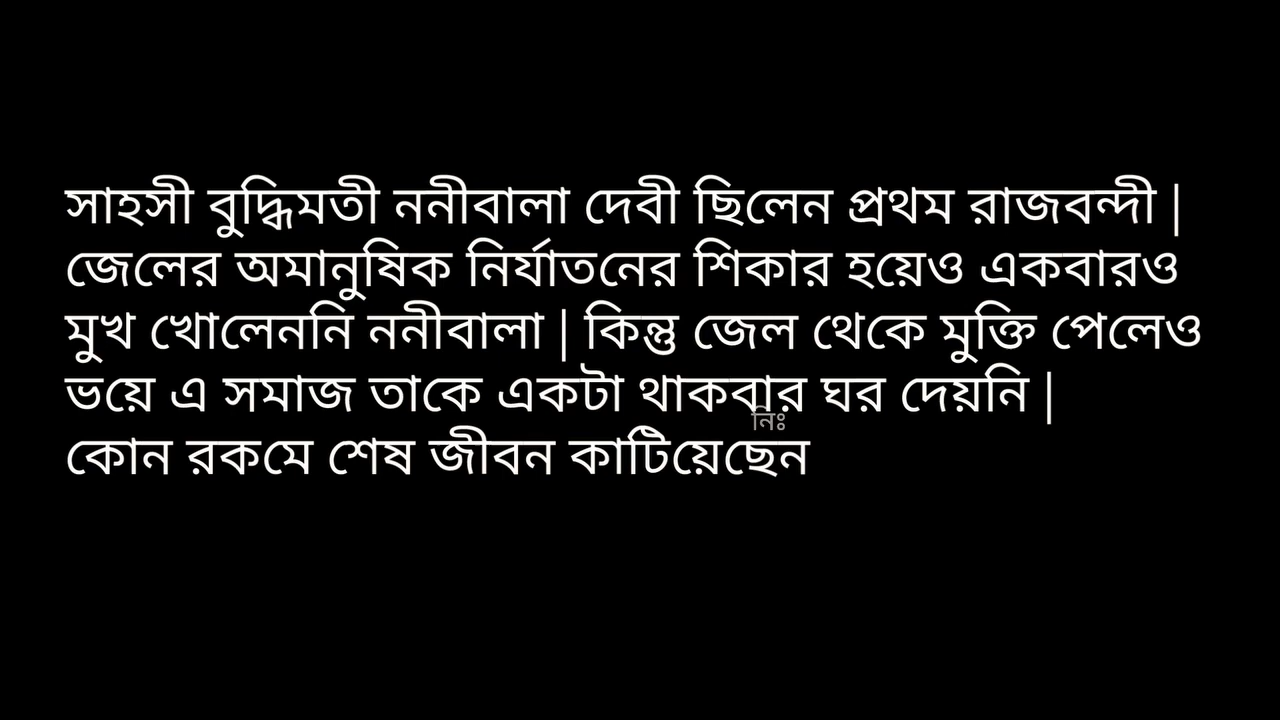 সাহসী বুদ্ধিমতী ননীবালা দেবী ছিলেন প্রথম রাজবন্দী |
জেলের অমানুষিক নির্যাতনের শিকার হয়েও একবারও
মুখ খোলেননি ননীবালা | কিন্তু জেল থেকে মুক্তি পেলেও
ভয়ে এ সমাজ তাকে একটা থাকবার ঘর দেয়নি |
নিঃ
কোন রকমে শেষ জীবন কাটিয়েছেন